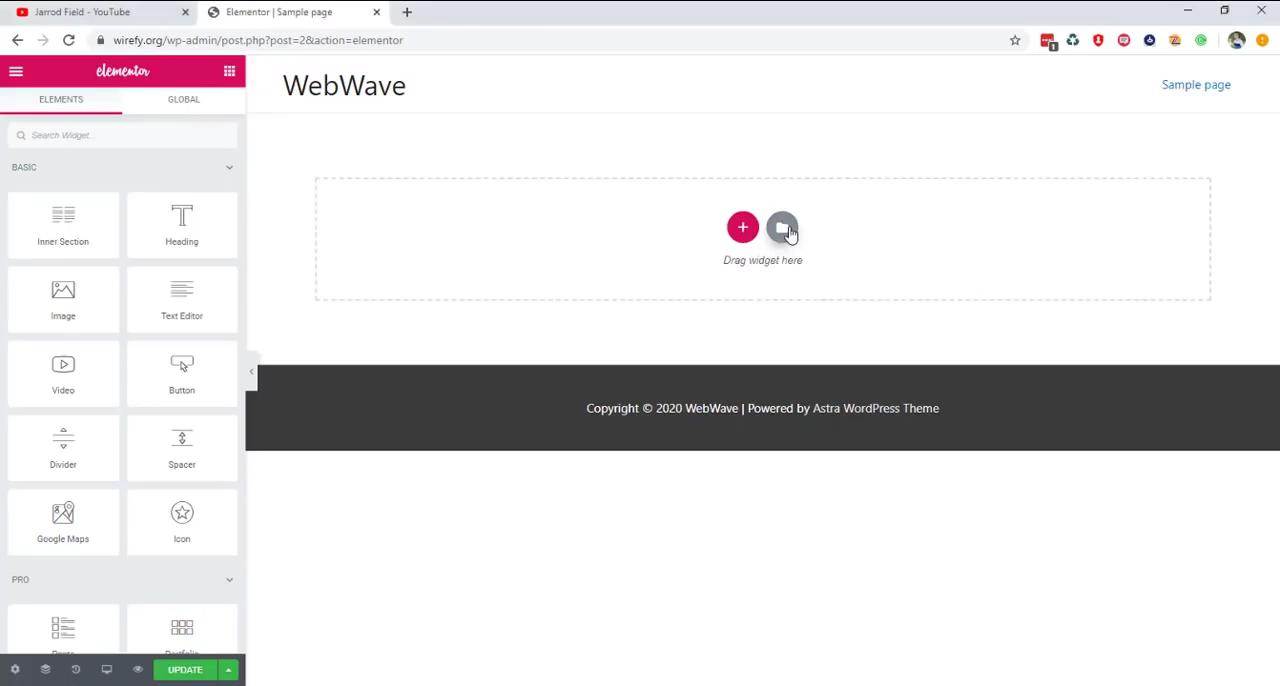 Jarrod Field - YouTube
Elementor | Sample page
wirefy.org/wp-admin/post.php?post=2&action=elementor
1
elementor
ELEMENTS
GLOBAL
Search Widget...
BASIC
Inner Section
Heading
Image
Text Editor
Video
Button
Divider
Spacer
Google Maps
Icon
PRO
UPDATE
WebWave
Sample page
Drag widget here
Copyright © 2020 WebWave | Powered by Astra WordPress Theme